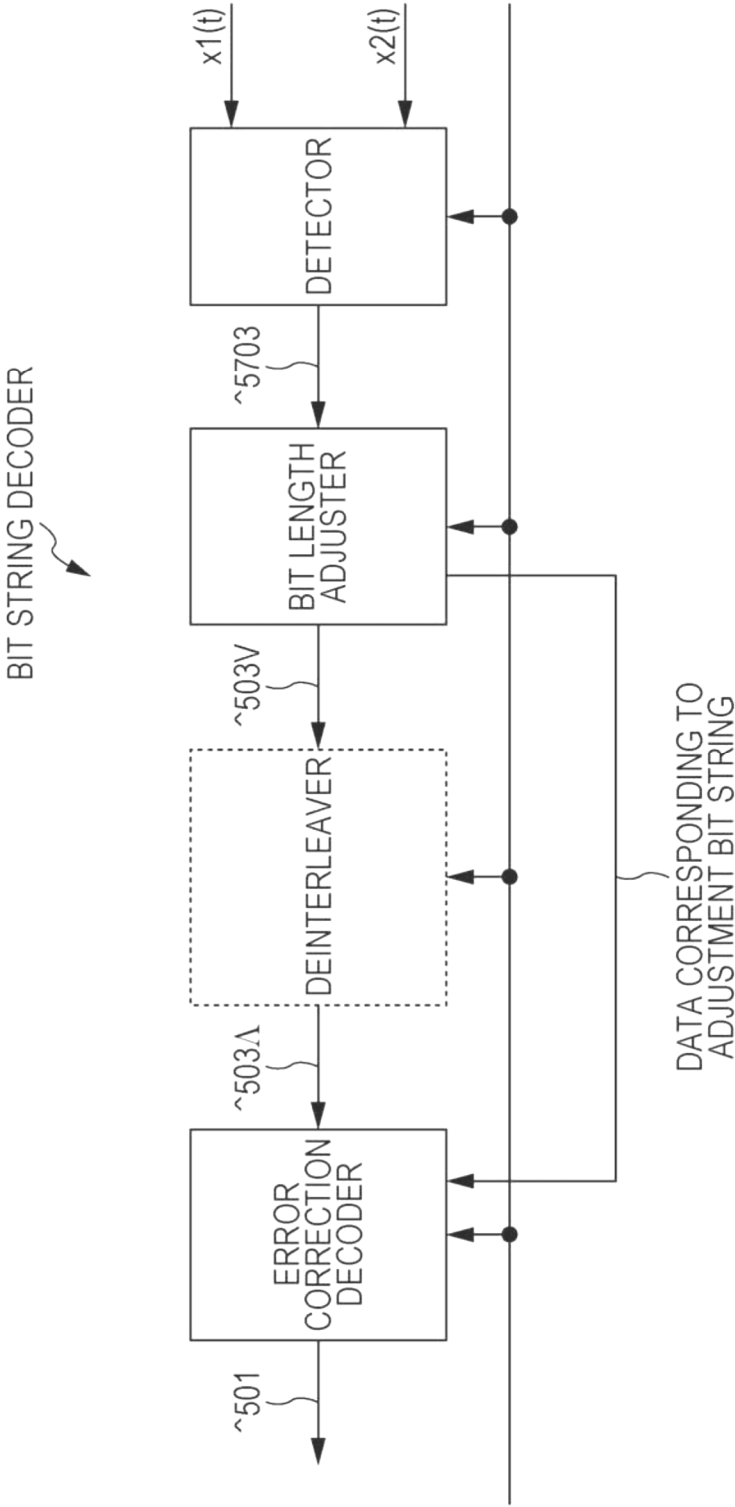 BIT STRING DECODER
x1(t)
x2(t)
DETECTOR
^5703
BIT LENGTH
ADJUSTER
^503V
DEINTERLEAVER
^503Λ
ERROR
CORRECTION
DECODER
^501
DATA CORRESPONDING TO
ADJUSTMENT BIT STRING